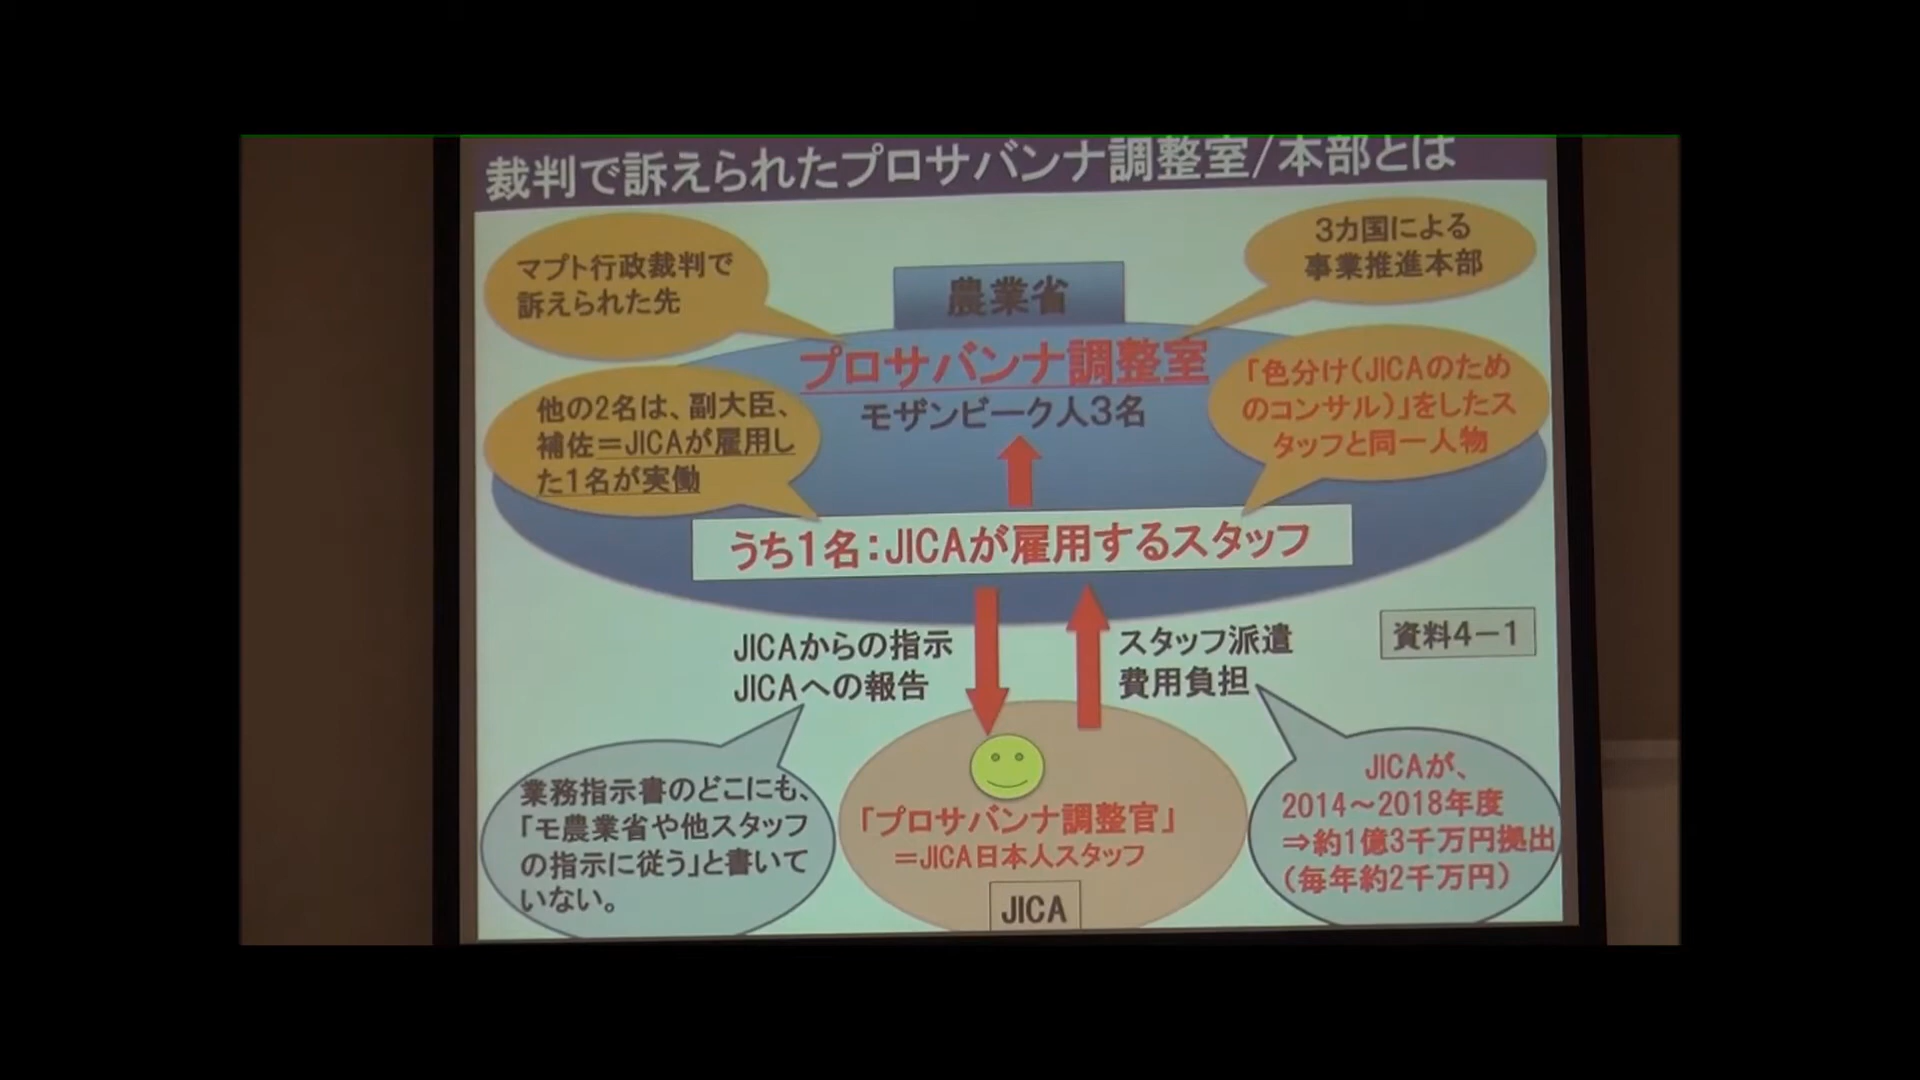 裁判で訴えられたプロサバンナ調整室/本部とは
マプト行政裁判で
訴えられた先
農業省
3カ国による
事業推進本部
プロサバンナ調整室
モザンビーク人3名
他の2名は、副大臣、
補佐＝JICAが雇用し
た1名が実働
「色分け(JICAのため
のコンサル)」をしたス
タッフと同一人物
うち1名：JICAが雇用するスタッフ
JICAからの指示
JICAへの報告
スタッフ派遣
費用負担
資料4－1
業務指示書のどこにも、
「モ農業省や他スタッフ
の指示に従う」と書いて
いない。
「プロサバンナ調整官」
＝JICA日本人スタッフ
JICA
JICAが、
2014～2018年度
⇒約1億3千万円拠出
(毎年約2千万円)